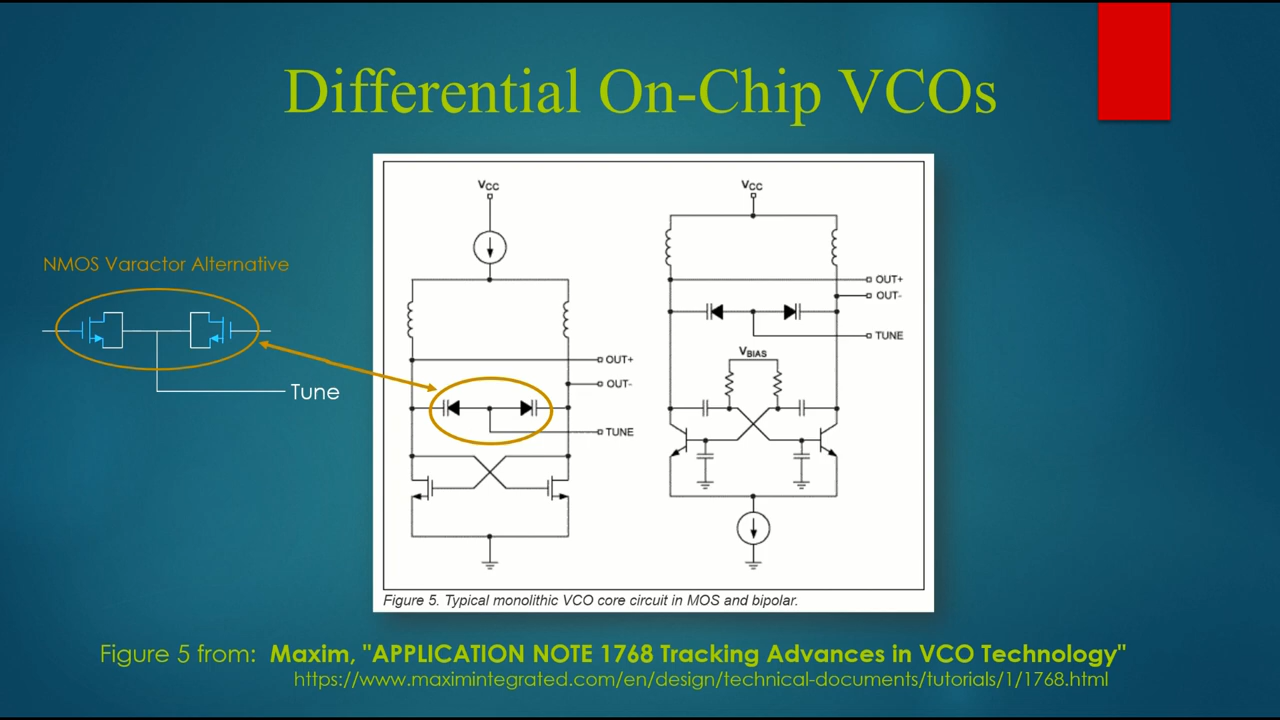 Differential On-Chip VCOs
NMOS Varactor Alternative
Tune
VCC
OUT+
OUT-
TUNE
VCC
OUT+
OUT-
TUNE
VBIAS
Figure 5. Typical monolithic VCO core circuit in MOS and bipolar.
Figure 5 from: Maxim, "APPLICATION NOTE 1768 Tracking Advances in VCO Technology"
https://www.maximintegrated.com/en/design/technical-documents/tutorials/1/1768.html